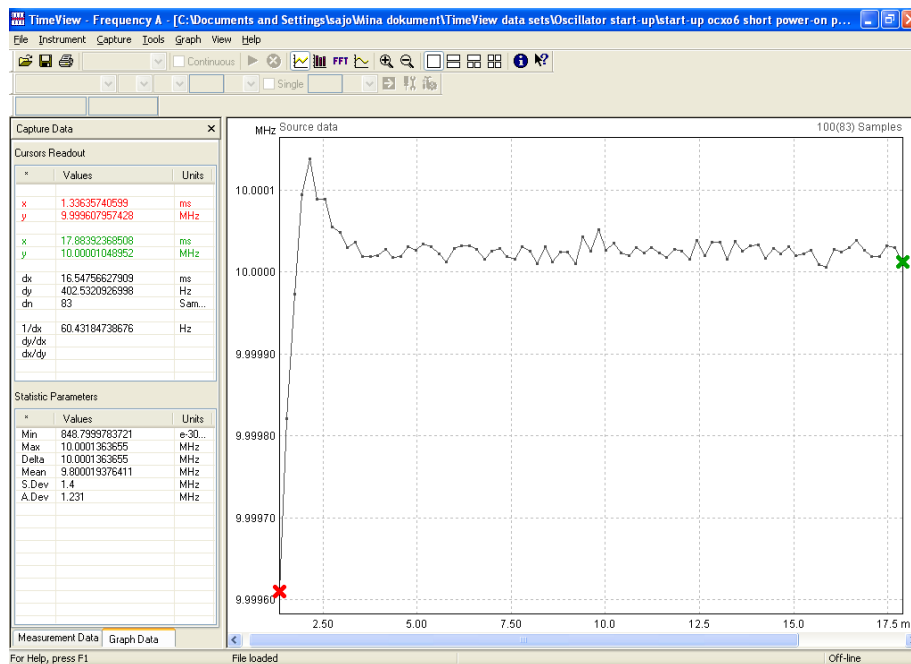 TimeView - Frequency A - [C:\Documents and Settings\sajo\Mina dokument\TimeView data sets\Oscillator start-up\start-up ocxo6 short power-on p...
File Instrument Capture Tools Graph View Help
Continuous FFT
Single
Capture Data
Cursors Readout
* Values Units
x 1.33635740599 ms
y 9.999607957428 MHz
x 17.88392368508 ms
y 10.00001048952 MHz
dx 16.54756627909 ms
dy 402.5320926998 Hz
dn 83 Sam...
1/dx 60.43184738676 Hz
dy/dx
dx/dy
Statistic Parameters
* Values Units
Min 848.7999783721 e-30...
Max 10.0001363655 MHz
Delta 10.0001363655 MHz
Mean 9.800019376411 MHz
S.Dev 1.4 MHz
A.Dev 1.231 MHz
Measurement Data Graph Data
MHz Source data 100(83) Samples
10.0001
10.0000
9.99990
9.99980
9.99970
9.99960
2.50 5.00 7.50 10.0 12.5 15.0 17.5 m
For Help, press F1 File loaded Off-line